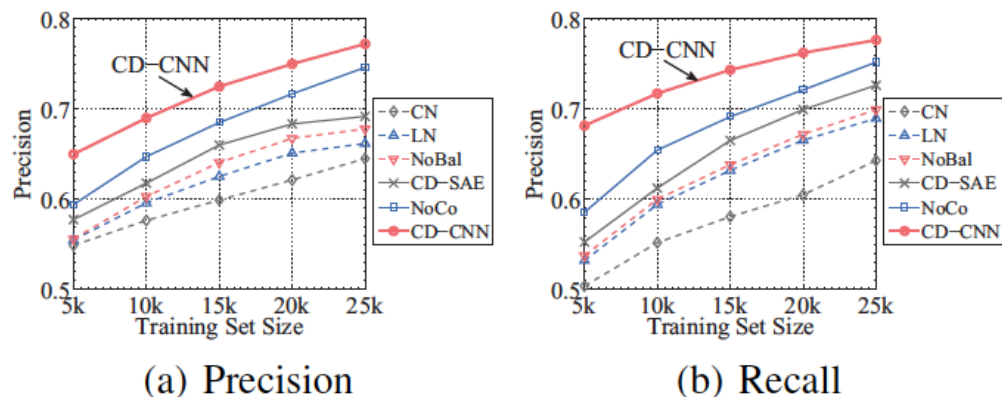 0.8
0.7
0.6
0.5
Precision
5k 10k 15k 20k 25k
Training Set Size
CD−CNN
CN
LN
NoBal
CD−SAE
NoCo
CD−CNN
(a) Precision
0.8
0.7
0.6
0.5
Precision
5k 10k 15k 20k 25k
Training Set Size
CD−CNN
CN
LN
NoBal
CD−SAE
NoCo
CD−CNN
(b) Recall